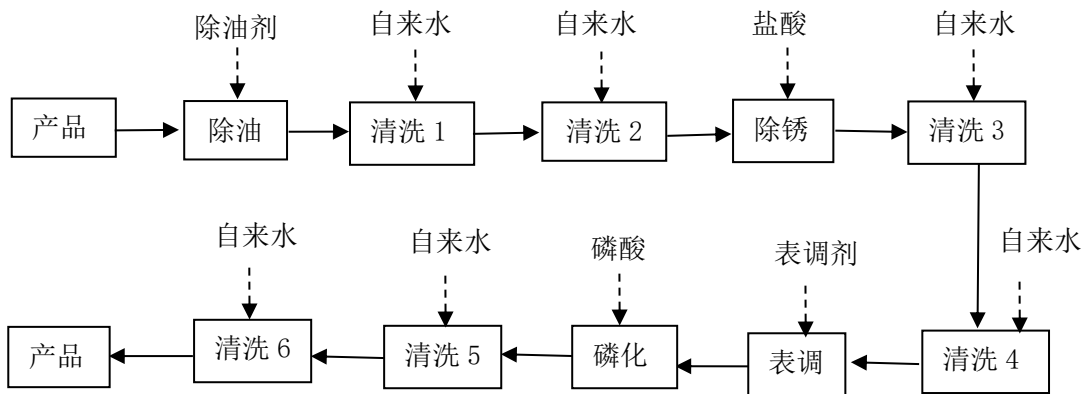 除油剂
自来水
自来水
盐酸
自来水
产品
除油
清洗 1
清洗 2
除锈
清洗 3
自来水
自来水
磷酸
表调剂
自来水
产品
清洗 6
清洗 5
磷化
表调
清洗 4